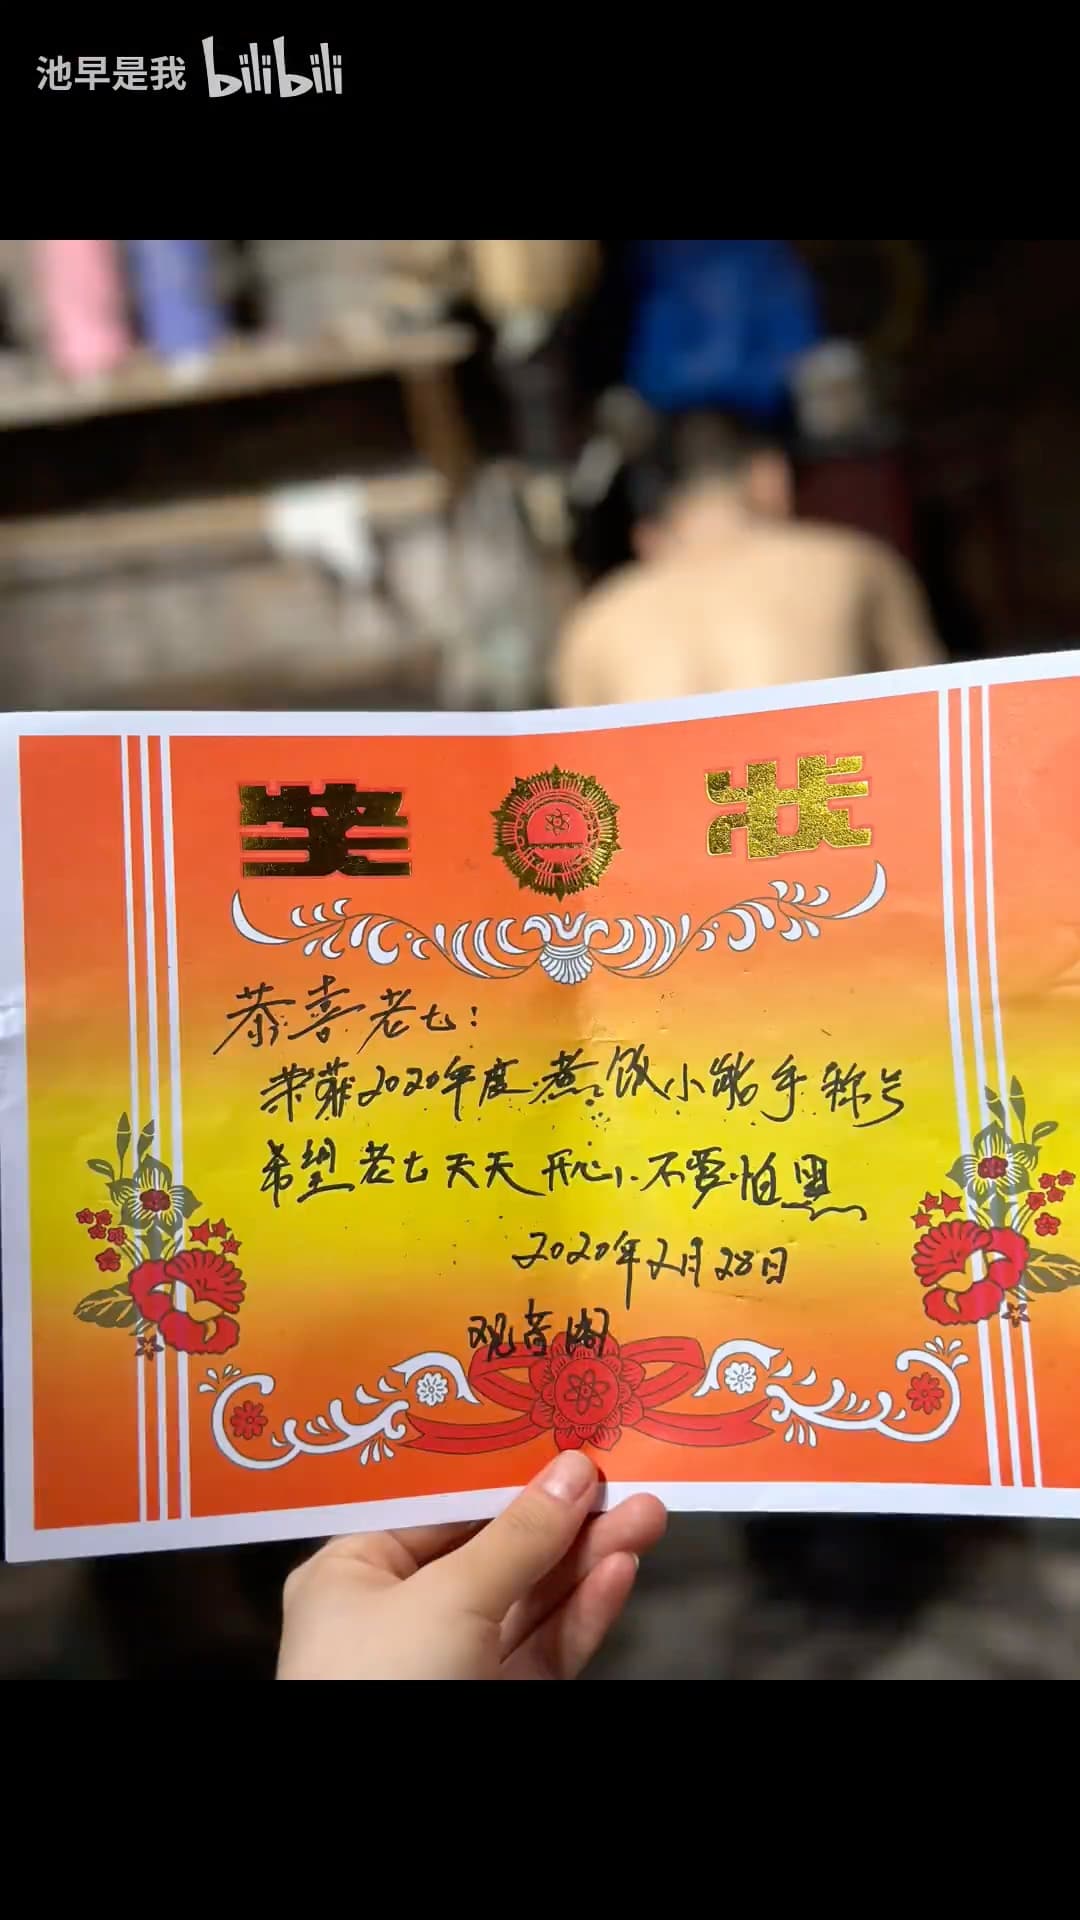 池早是我 bilibili
奖 状
恭喜老七:
荣获2020年度煮饭小能手称号
希望老七天天开心、不要怕黑
2020年2月28日
观音阁